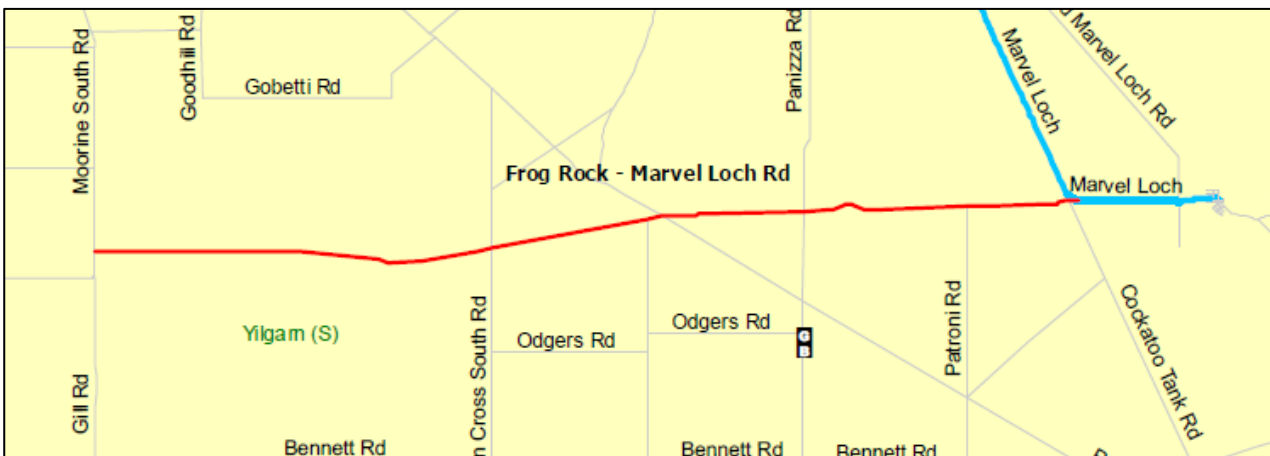 Moorine South Rd
Goodhill Rd
Gobetti Rd
Panizza Rd
Marvel Loch
d Marvel Loch Rd
Frog Rock - Marvel Loch Rd
Marvel Loch
Yilgarn (S)
n Cross South Rd
Odgers Rd
Odgers Rd
Patroni Rd
Cockatoo Tank Rd
Gill Rd
Bennett Rd
Bennett Rd
Bennett Rd